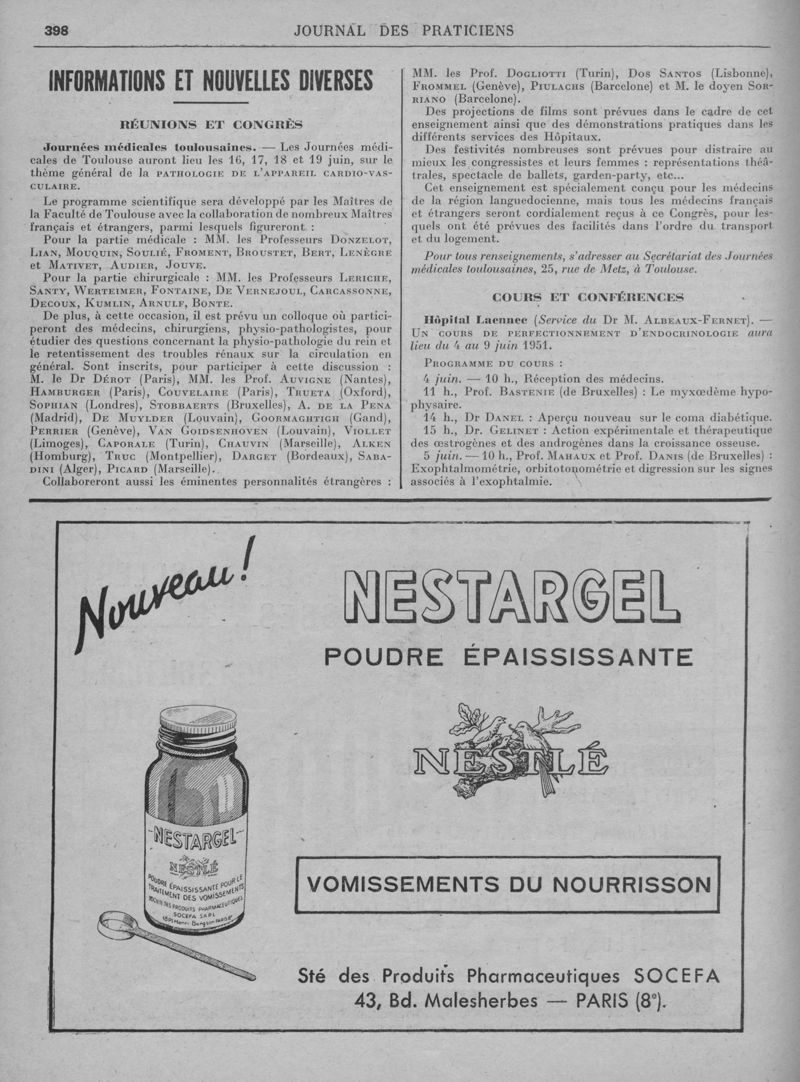 398
JOURNAL DES PRATICIENS
INFORMATIONS ET NOUVELLES DIVERSES
RÉUNIONS ET CONGRÈS
Journées médicales toulousaines. — Les Journées médi-
cales de Toulouse auront lieu les 16, 17, 18 et 19 juin, sur le
thème général de la PATHOLOGIE DE L'APPAREIL CARDIO-VAS-
CULAIRE.
Le programme scientifique sera développé par les Maîtres de
la Faculté de Toulouse avec la collaboration de nombreux Maîtres
français et étrangers, parmi lesquels figureront :
Pour la partie médicale : MM. les Professeurs DONZELOT,
LIAN, MOUQUIN, SOULIÉ, FROMENT, BROUSTET, BERT, LENÈGRE
et MATIVET, AUDIER, JOUVE.
Pour la partie chirurgicale : MM. les Professeurs LERICHE,
SANTY, WERTEIMER, FONTAINE, DE VERNEJOUL, CARCASSONNE,
DECOUX, KUMLIN, ARNULF, BONTE.
De plus, à cette occasion, il est prévu un colloque où partici-
peront des médecins, chirurgiens, physio-pathologistes, pour
étudier des questions concernant la physio-pathologie du rein et
le retentissement des troubles rénaux sur la circulation en
général. Sont inscrits, pour participer à cette discussion :
M. le Dr DÉROT (Paris), MM. les Prof. AUVIGNE (Nantes),
HAMBURGER (Paris), COUVELAIRE (Paris), TRUETA (Oxford),
SOPHIAN (Londres), STOBBAERTS (Bruxelles), A. DE LA PENA
(Madrid), DE MUYLDER (Louvain), GOORMAGHTIGH (Gand),
PERRIER (Genève), VAN GOIDSENHOVEN (Louvain), VIOLLET
(Limoges), CAPORALE (Turin), CHAUVIN (Marseille), ALKEN
(Homburg), TRUC (Montpellier), DARGET (Bordeaux), SABA-
DINI (Alger), PICARD (Marseille).
Collaboreront aussi les éminentes personnalités étrangères :
MM. les Prof. DOGLIOTTI (Turin), DOS SANTOS (Lisbonne),
FROMMEL (Genève), PIULACHS (Barcelone) et M. le doyen SOR-
RIANO (Barcelone).
Des projections de films sont prévues dans le cadre de cet
enseignement ainsi que des démonstrations pratiques dans les
différents services des Hôpitaux.
Des festivités nombreuses sont prévues pour distraire au
mieux les congressistes et leurs femmes : représentations théâ-
trales, spectacle de ballets, garden-party, etc...
Cet enseignement est spécialement conçu pour les médecins
de la région languedocienne, mais tous les médecins français
et étrangers seront cordialement reçus à ce Congrès, pour les-
quels ont été prévues des facilités dans l'ordre du transport
et du logement.
Pour tous renseignements, s'adresser au Secrétariat des Journées
médicales toulousaines, 25, rue de Metz, à Toulouse.
COURS ET CONFÉRENCES
Hôpital Laennec (Service du Dr M. ALBEAUX-FERNET). —
UN COURS DE PERFECTIONNEMENT D'ENDOCRINOLOGIE aura
lieu du 4 au 9 juin 1951.
PROGRAMME DU COURS :
4 juin. — 10 h., Réception des médecins.
11 h., Prof. BASTENIE (de Bruxelles) : Le myxœdème hypo-
physaire.
14 h., Dr DANEL : Aperçu nouveau sur le coma diabétique.
15 h., Dr. GELINET : Action expérimentale et thérapeutique
des œstrogènes et des androgènes dans la croissance osseuse.
5 juin. — 10 h., Prof. MAHAUX et Prof. DANIS (de Bruxelles) :
Exophtalmométrie, orbitotonométrie et digression sur les signes
associés à l'exophtalmie.
Nouveau !
NESTARGEL
POUDRE ÉPAISSISSANTE
NESTLÉ
NESTARGEL
NESTLÉ
POUDRE ÉPAISSISSANTE POUR LE
TRAITEMENT DES VOMISSEMENTS
SOCIÉTÉ DES PRODUITS PHARMACEUTIQUES
SOCEFA SARL
VOMISSEMENTS DU NOURRISSON
Sté des Produits Pharmaceutiques SOCEFA
43, Bd. Malesherbes — PARIS (8e).